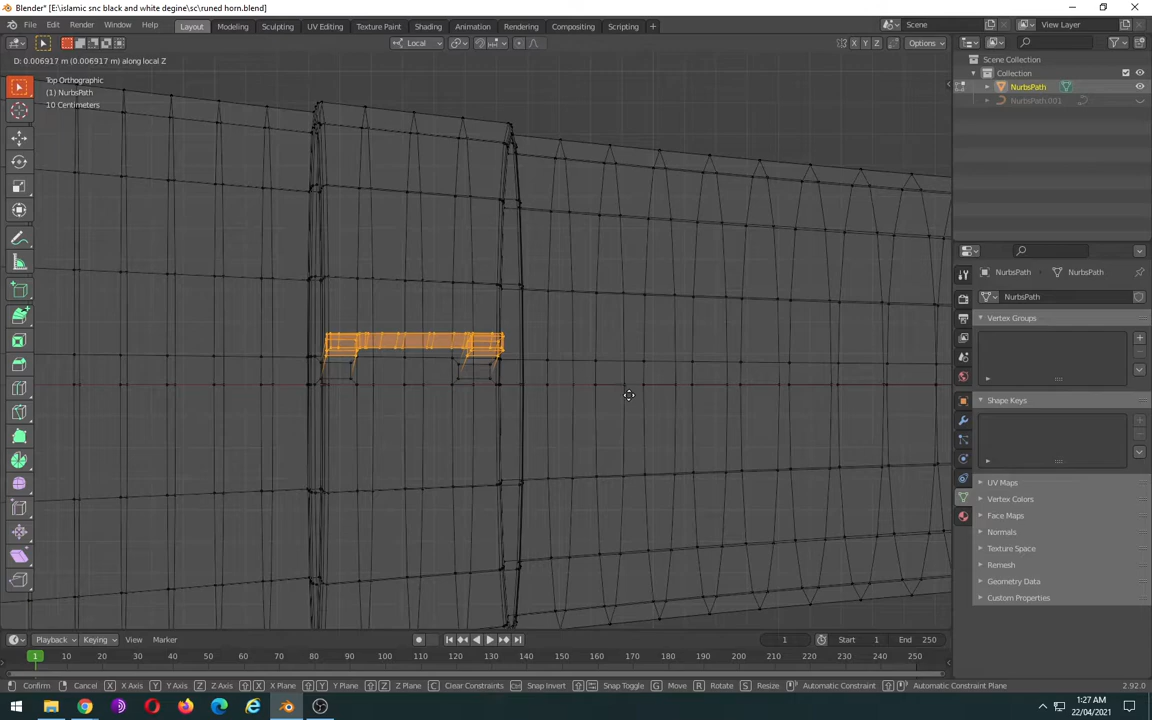 Blender* [E:\islamic snc black and white degine\sc\runed horn.blend]
File Edit Render Window Help Layout Modeling Sculpting UV Editing Texture Paint Shading Animation Rendering Compositing Scripting Scene View Layer
Local X Y Z Options
D: 0.006917 m (0.006917 m) along local Z
Top Orthographic
(1) NurbsPath
10 Centimeters
Scene Collection
Collection
NurbsPath
NurbsPath.001
NurbsPath NurbsPath
NurbsPath
Vertex Groups
Shape Keys
UV Maps
Vertex Colors
Face Maps
Normals
Texture Space
Remesh
Geometry Data
Custom Properties
Playback Keying View Marker 1 Start 1 End 250
1 10 20 30 40 50 60 70 80 90 100 110 120 130 140 150 160 170 180 190 200 210 220 230 240 250
Confirm Cancel X X Axis Y Y Axis Z Z Axis X X Plane Y Y Plane Z Z Plane C Clear Constraints Snap Invert Snap Toggle G Move R Rotate S Resize Automatic Constraint Automatic Constraint Plane 2.92.0
1:27 AM
22/04/2021